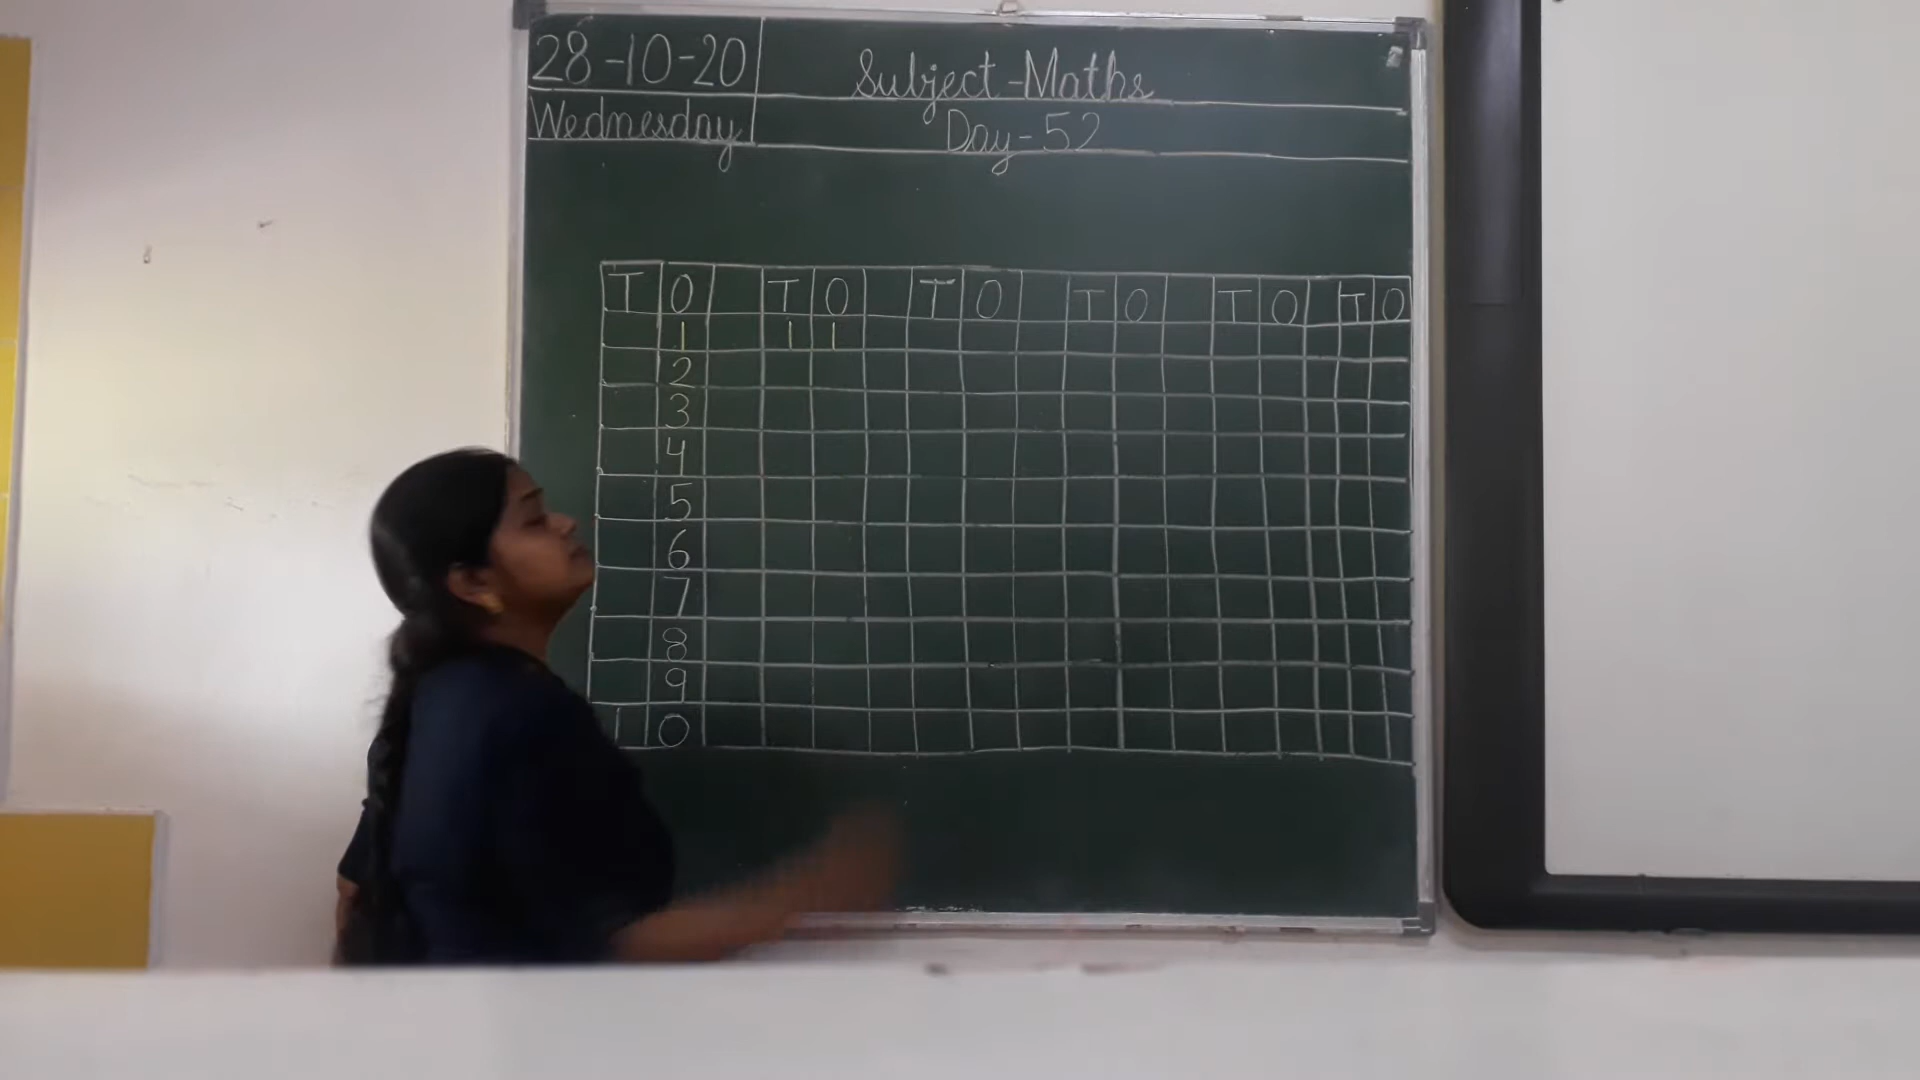 28-10-20
Subject-Maths
Wednesday
Day-52
T O T O T O T O T O T O
1 1 1
2
3
4
5
6
7
8
9
1 0